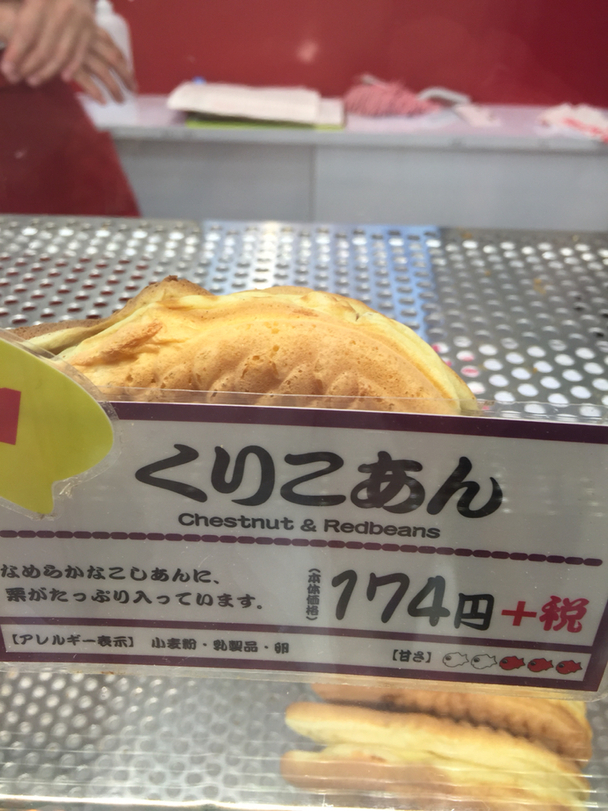 くりこあん
Chestnut & Redbeans
なめらかなこしあんに、
栗がたっぷり入っています。
(本体価格) 174円+税
【アレルギー表示】 小麦粉・乳製品・卵
【甘さ】